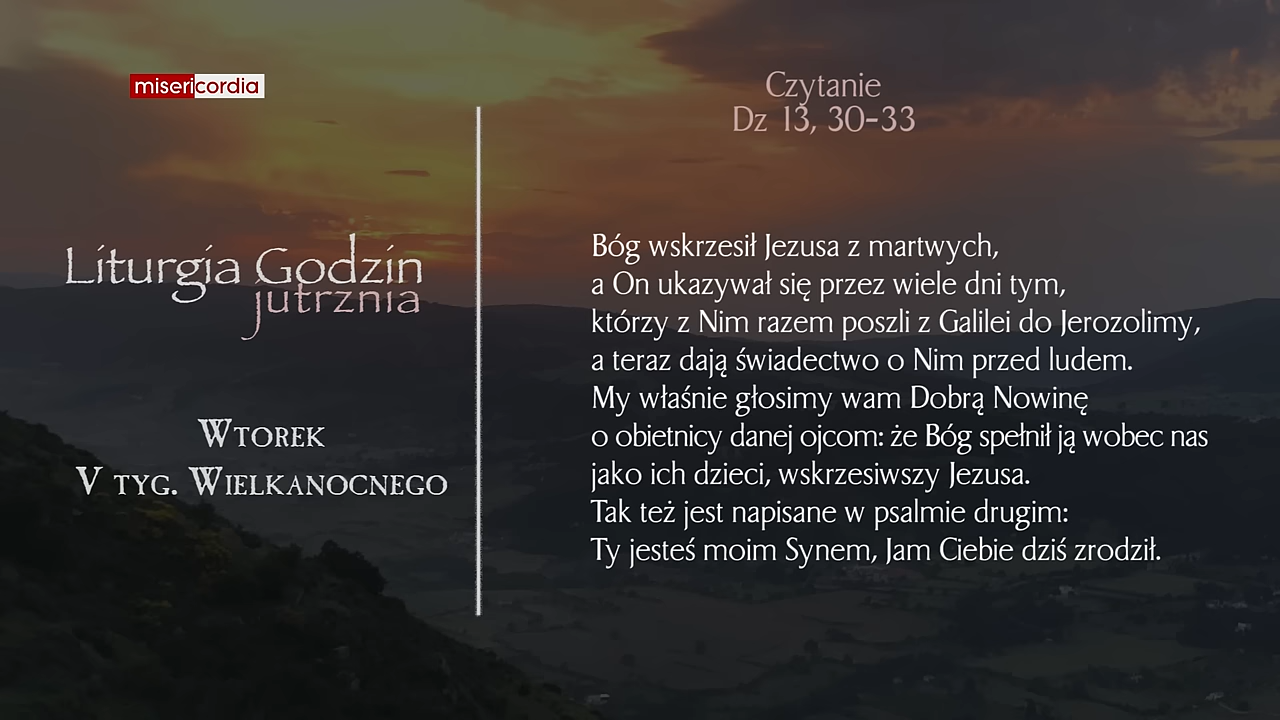 misericordia
Liturgia Godzin
jutrznia
Wtorek
V tyg. Wielkanocnego
Czytanie
Dz 13, 30-33
Bóg wskrzesił Jezusa z martwych,
a On ukazywał się przez wiele dni tym,
którzy z Nim razem poszli z Galilei do Jerozolimy,
a teraz dają świadectwo o Nim przed ludem.
My właśnie głosimy wam Dobrą Nowinę
o obietnicy danej ojcom: że Bóg spełnił ją wobec nas
jako ich dzieci, wskrzesiwszy Jezusa.
Tak też jest napisane w psalmie drugim:
Ty jesteś moim Synem, Jam Ciebie dziś zrodził.